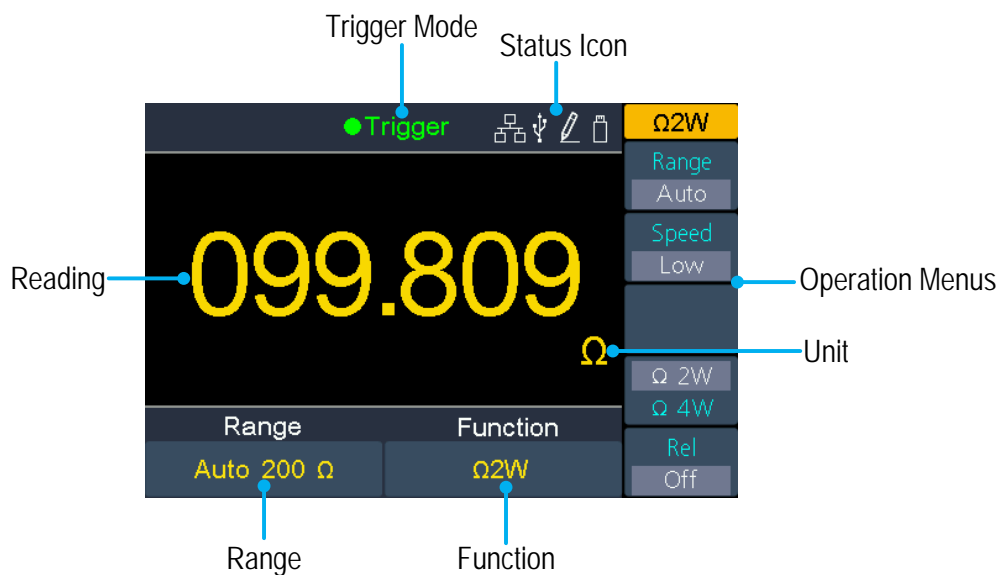 Trigger Mode
Status Icon
Trigger
Ω2W
Range
Auto
Speed
Low
Reading
099.809
Operation Menus
Ω
Unit
Ω 2W
Ω 4W
Range
Function
Rel
Off
Auto 200 Ω
Ω2W
Range
Function